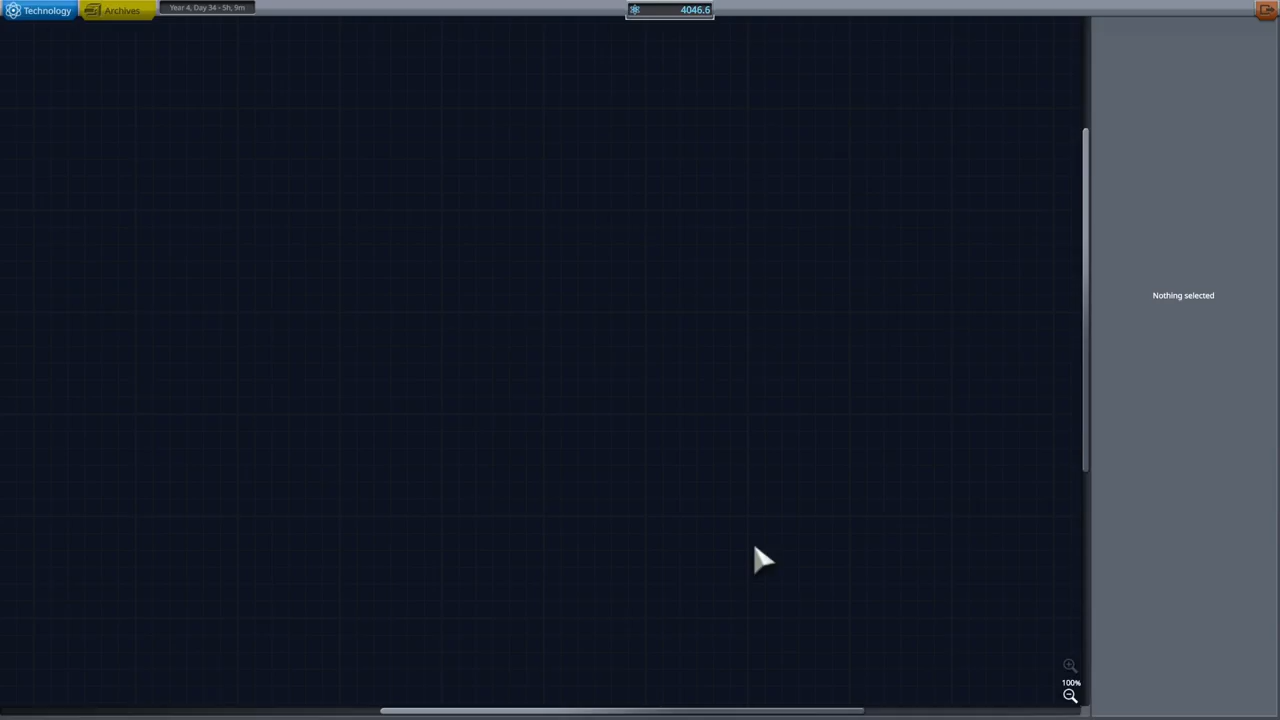 Technology
Archives
Year 4, Day 34 - 5h, 9m
4046.6
Nothing selected
100%